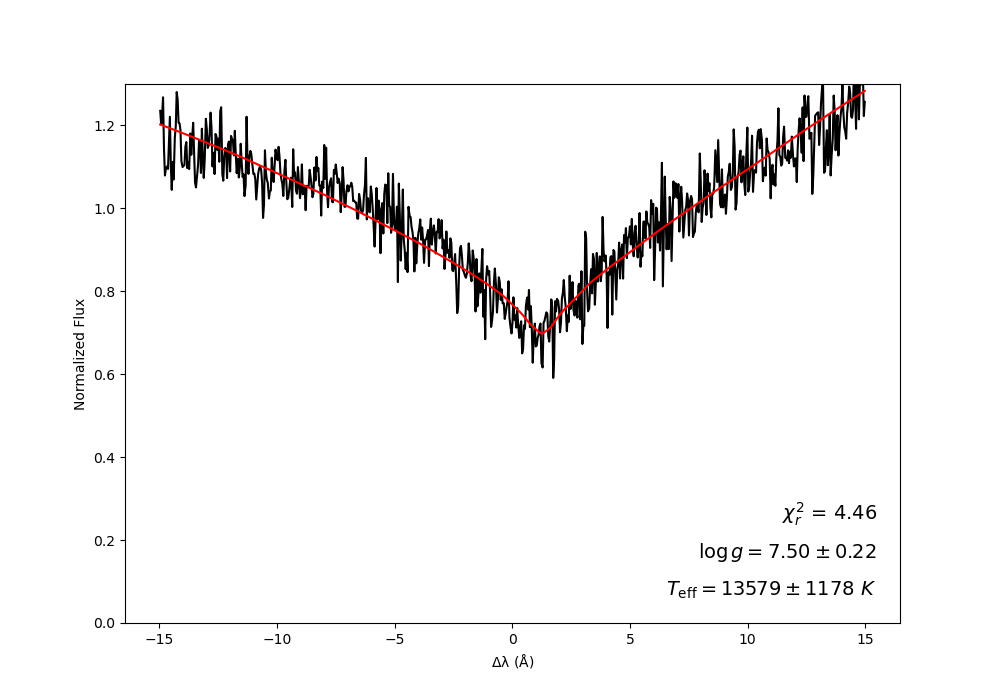 1.2
1.0
0.8
0.6
0.4
0.2
0.0
Normalized Flux
χ²ᵣ = 4.46
log g = 7.50 ± 0.22
T_eff = 13579 ± 1178 K
−15 −10 −5 0 5 10 15
Δλ (Å)